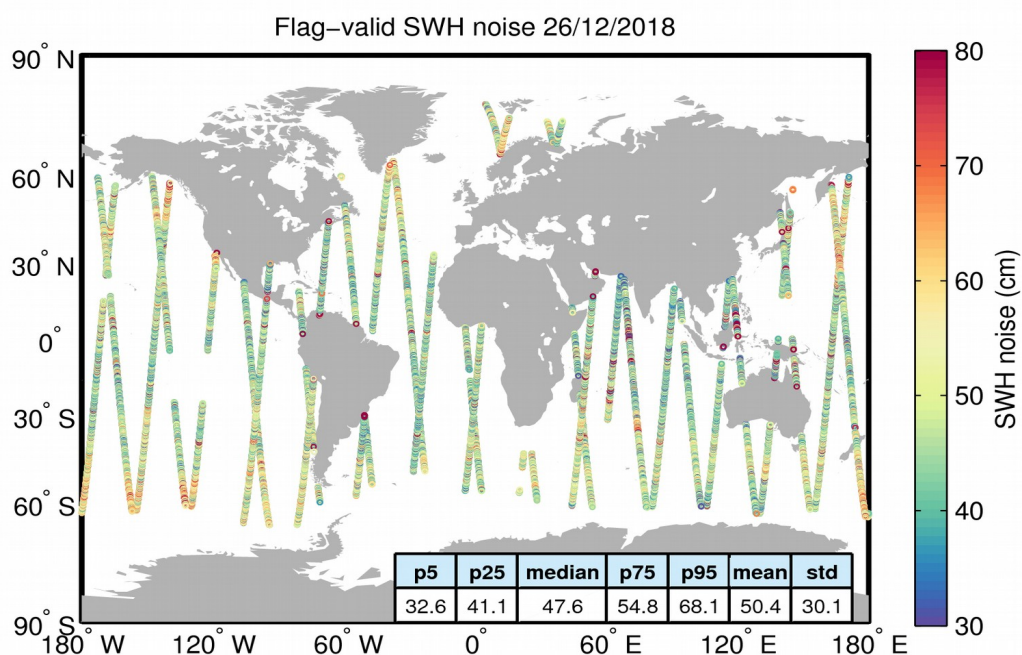 Flag−valid SWH noise 26/12/2018
90° N
60° N
30° N
0°
30° S
60° S
90° S
180° W
120° W
60° W
0°
60° E
120° E
180° E
80
70
60
50
40
30
SWH noise (cm)
p5 p25 median p75 p95 mean std
32.6 41.1 47.6 54.8 68.1 50.4 30.1